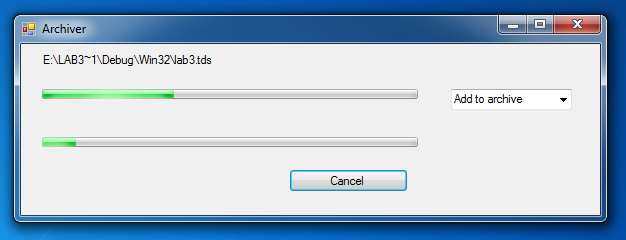 Archiver
E:\LAB3~1\Debug\Win32\lab3.tds
Add to archive
Cancel